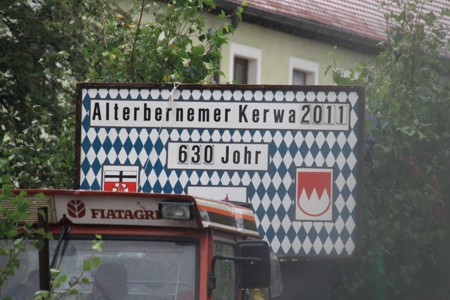 Alterbernemer Kerwa 2011
630 Johr
FIATAGRI